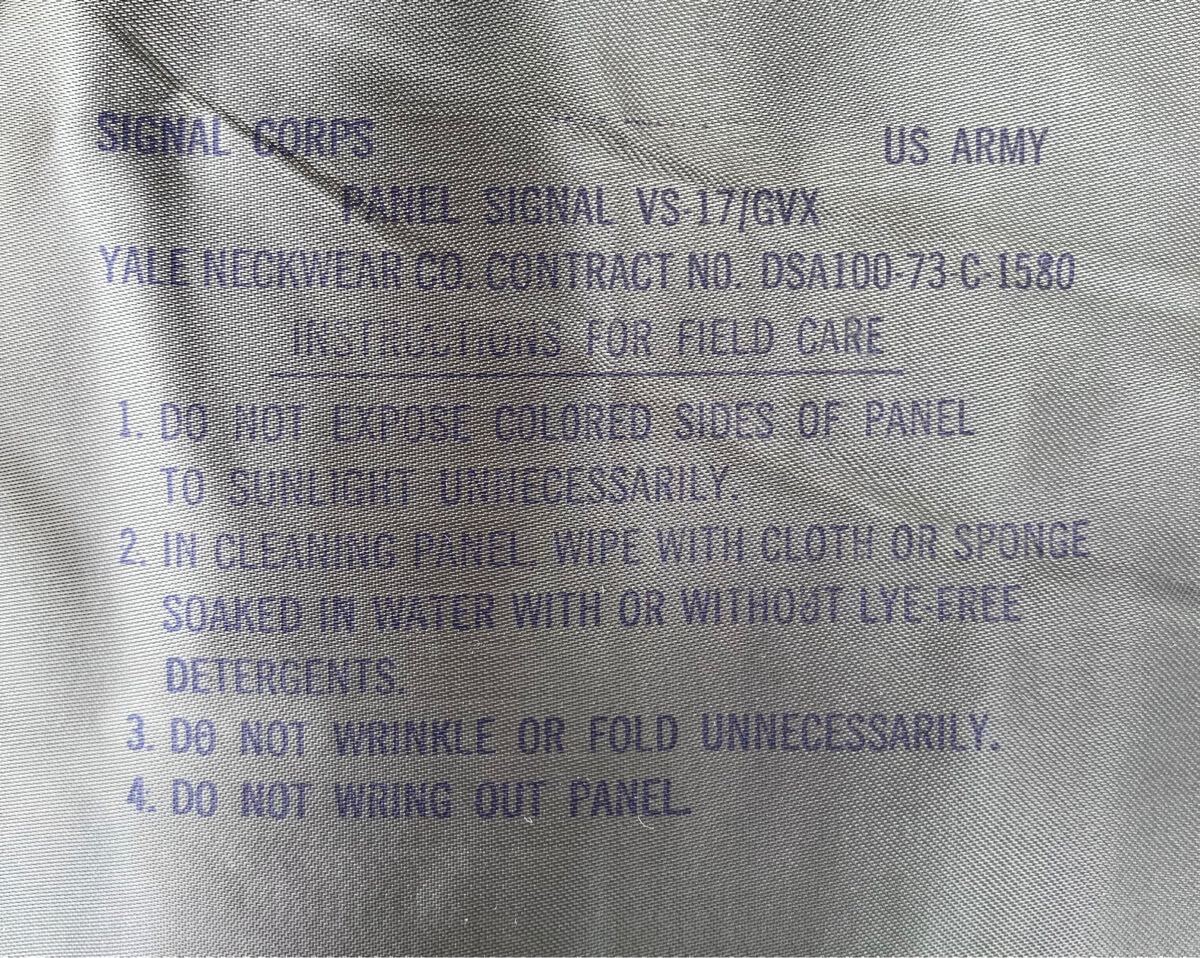 SIGNAL CORPS US ARMY
PANEL SIGNAL VS-17/GVX
YALE NECKWEAR CO. CONTRACT NO. DSA100-73-C-1580
INSTRUCTIONS FOR FIELD CARE
1. DO NOT EXPOSE COLORED SIDES OF PANEL
TO SUNLIGHT UNNECESSARILY.
2. IN CLEANING PANEL WIPE WITH CLOTH OR SPONGE
SOAKED IN WATER WITH OR WITHOUT LYE-FREE
DETERGENTS.
3. DO NOT WRINKLE OR FOLD UNNECESSARILY.
4. DO NOT WRING OUT PANEL.